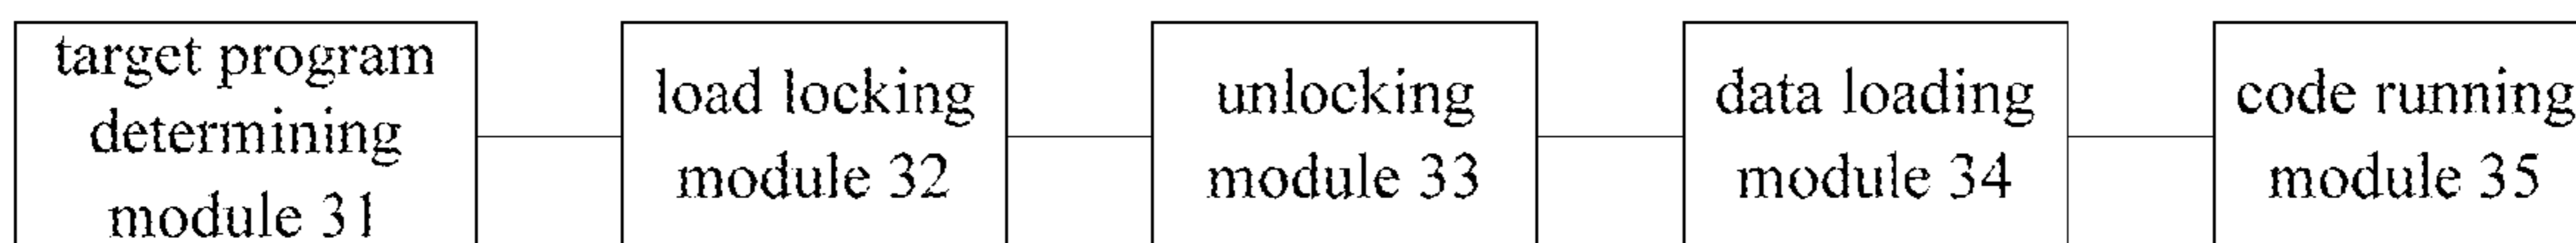 target program
determining
module 31
load locking
module 32
unlocking
module 33
data loading
module 34
code running
module 35